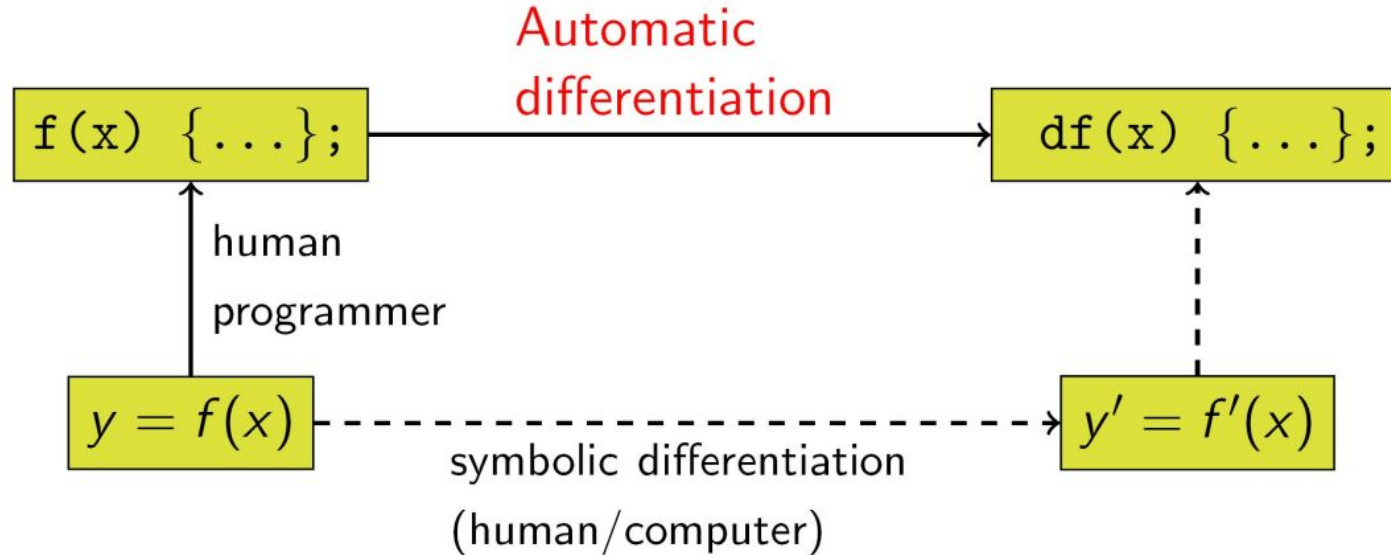 Automatic
differentiation
f(x) {...};
df(x) {...};
human
programmer
y = f(x)
y' = f'(x)
symbolic differentiation
(human/computer)